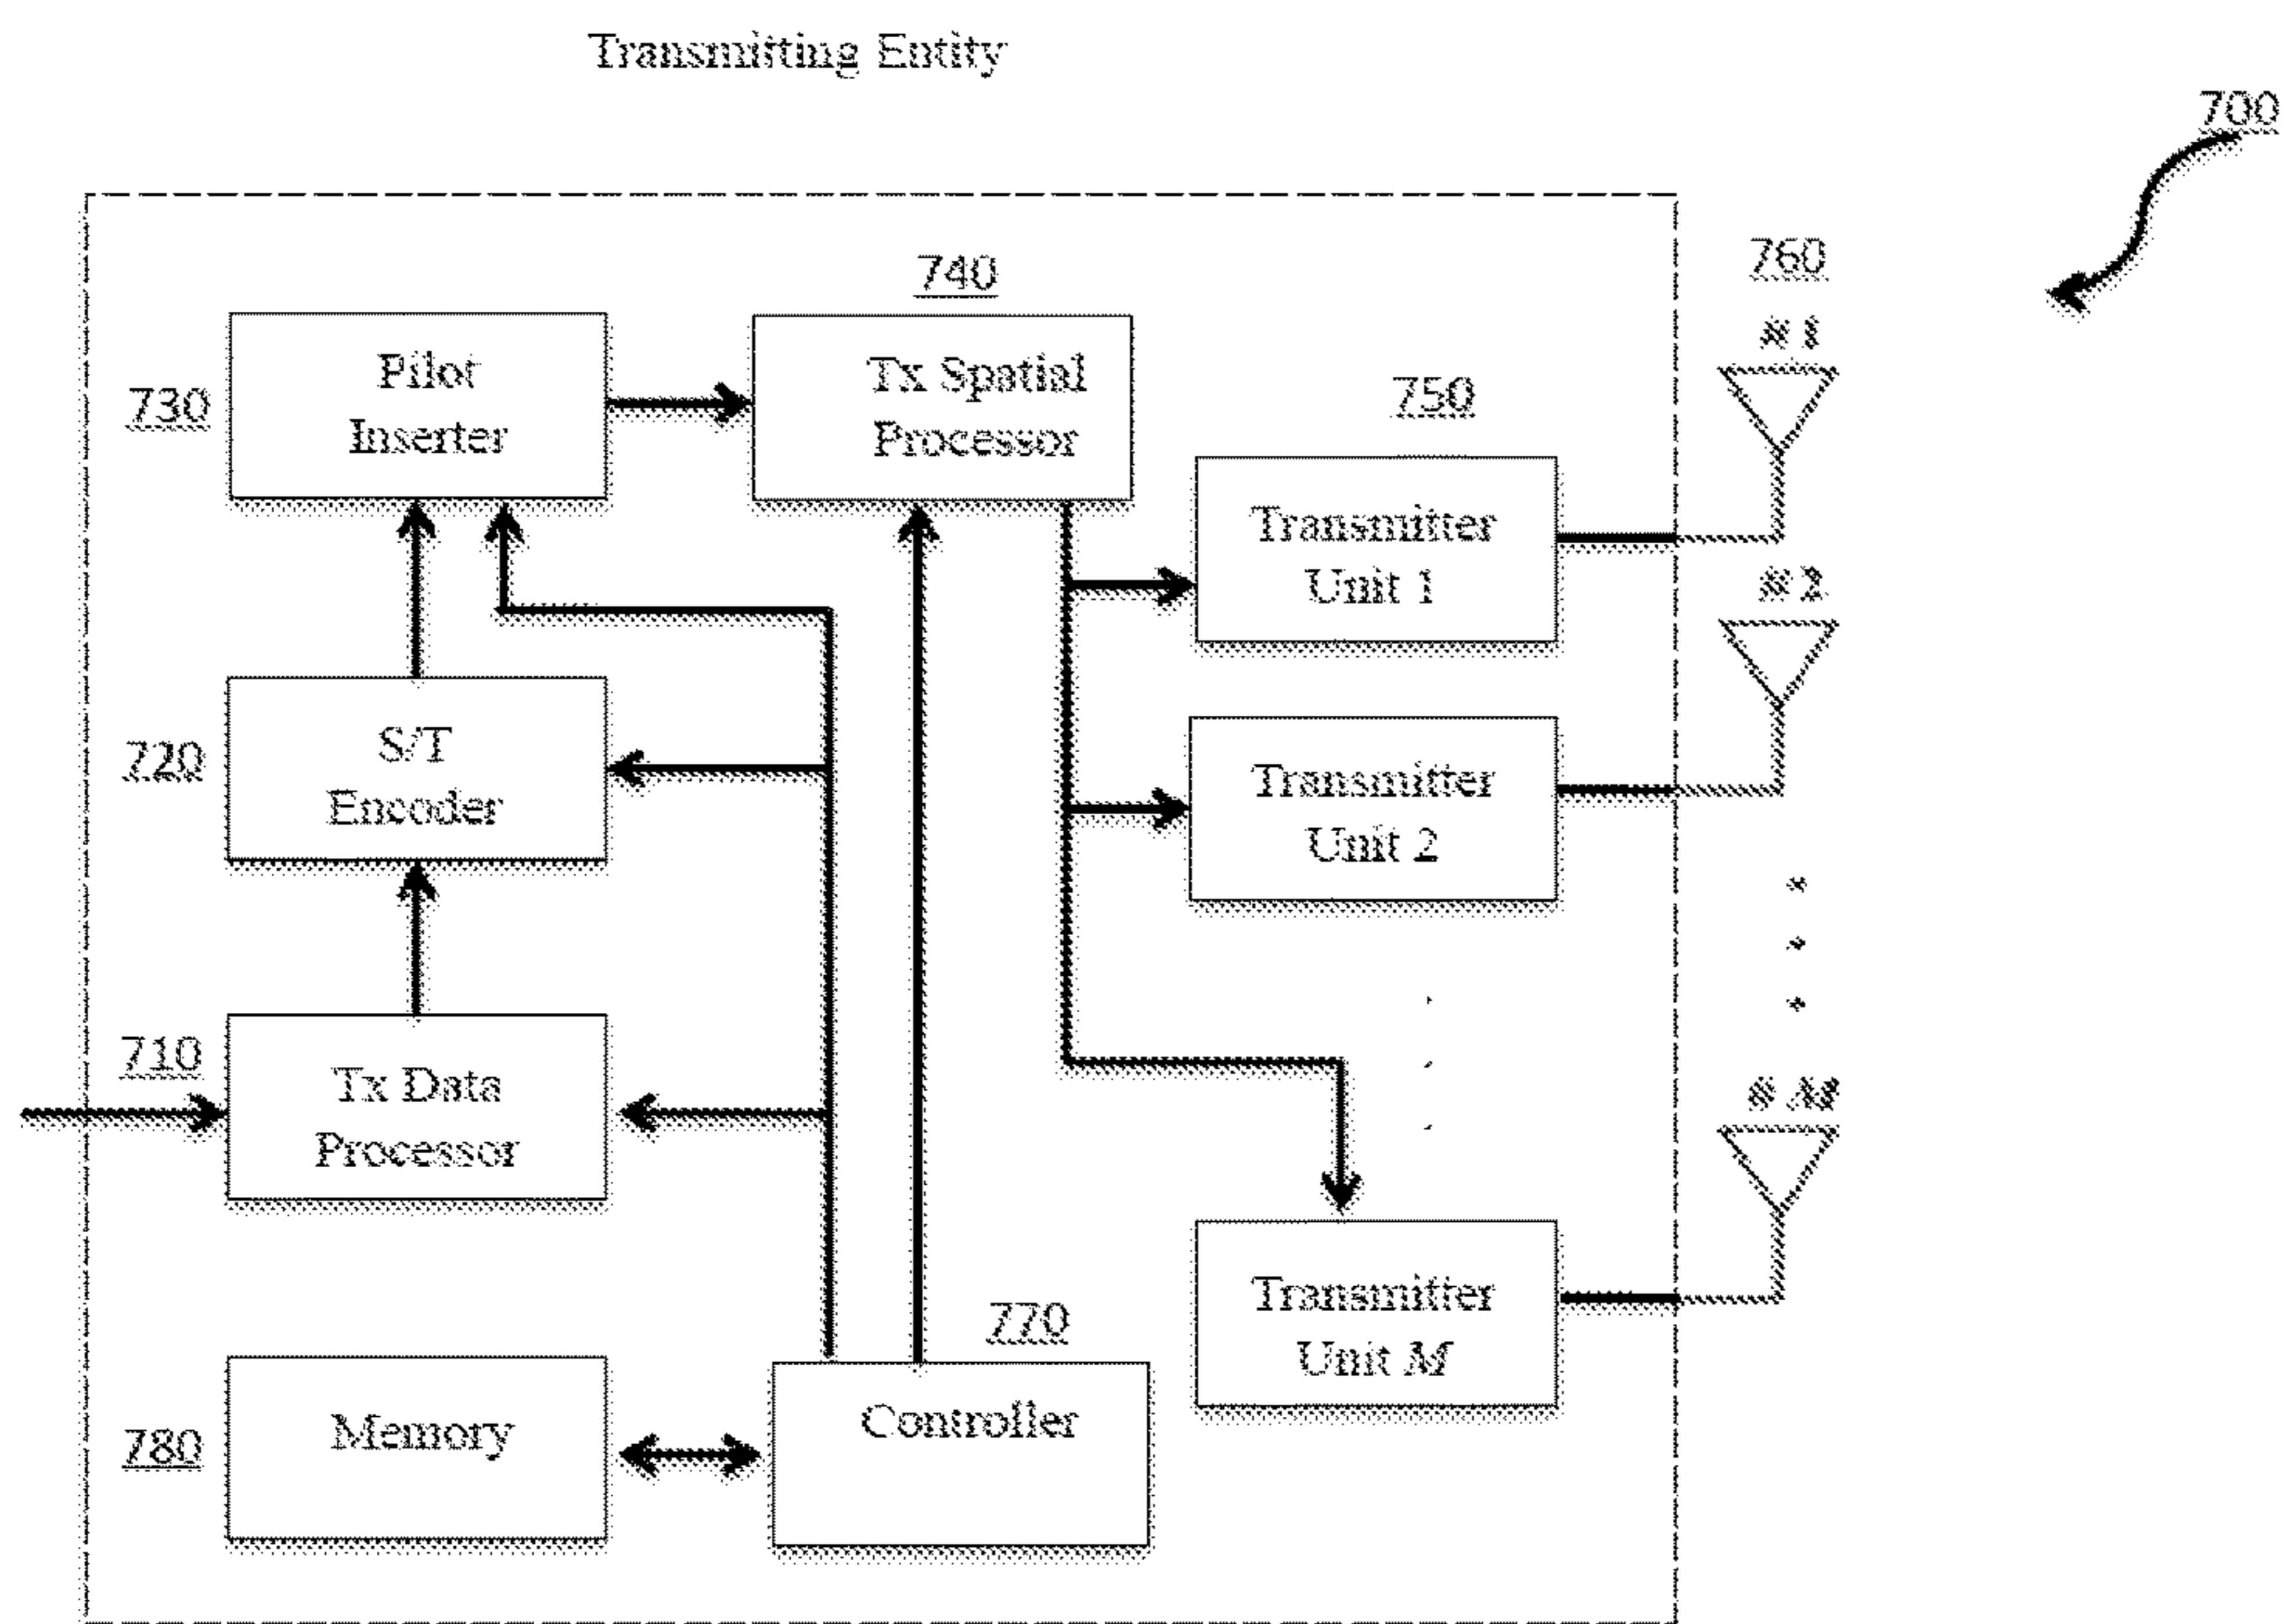 Transmitting Entity
700
740
760
# 1
Pilot
Inserter
730
Tx Spatial
Processor
750
Transmitter
Unit 1
# 2
S/T
Encoder
720
Transmitter
Unit 2
710
Tx Data
Processor
# M
Transmitter
Unit M
770
Controller
780
Memory